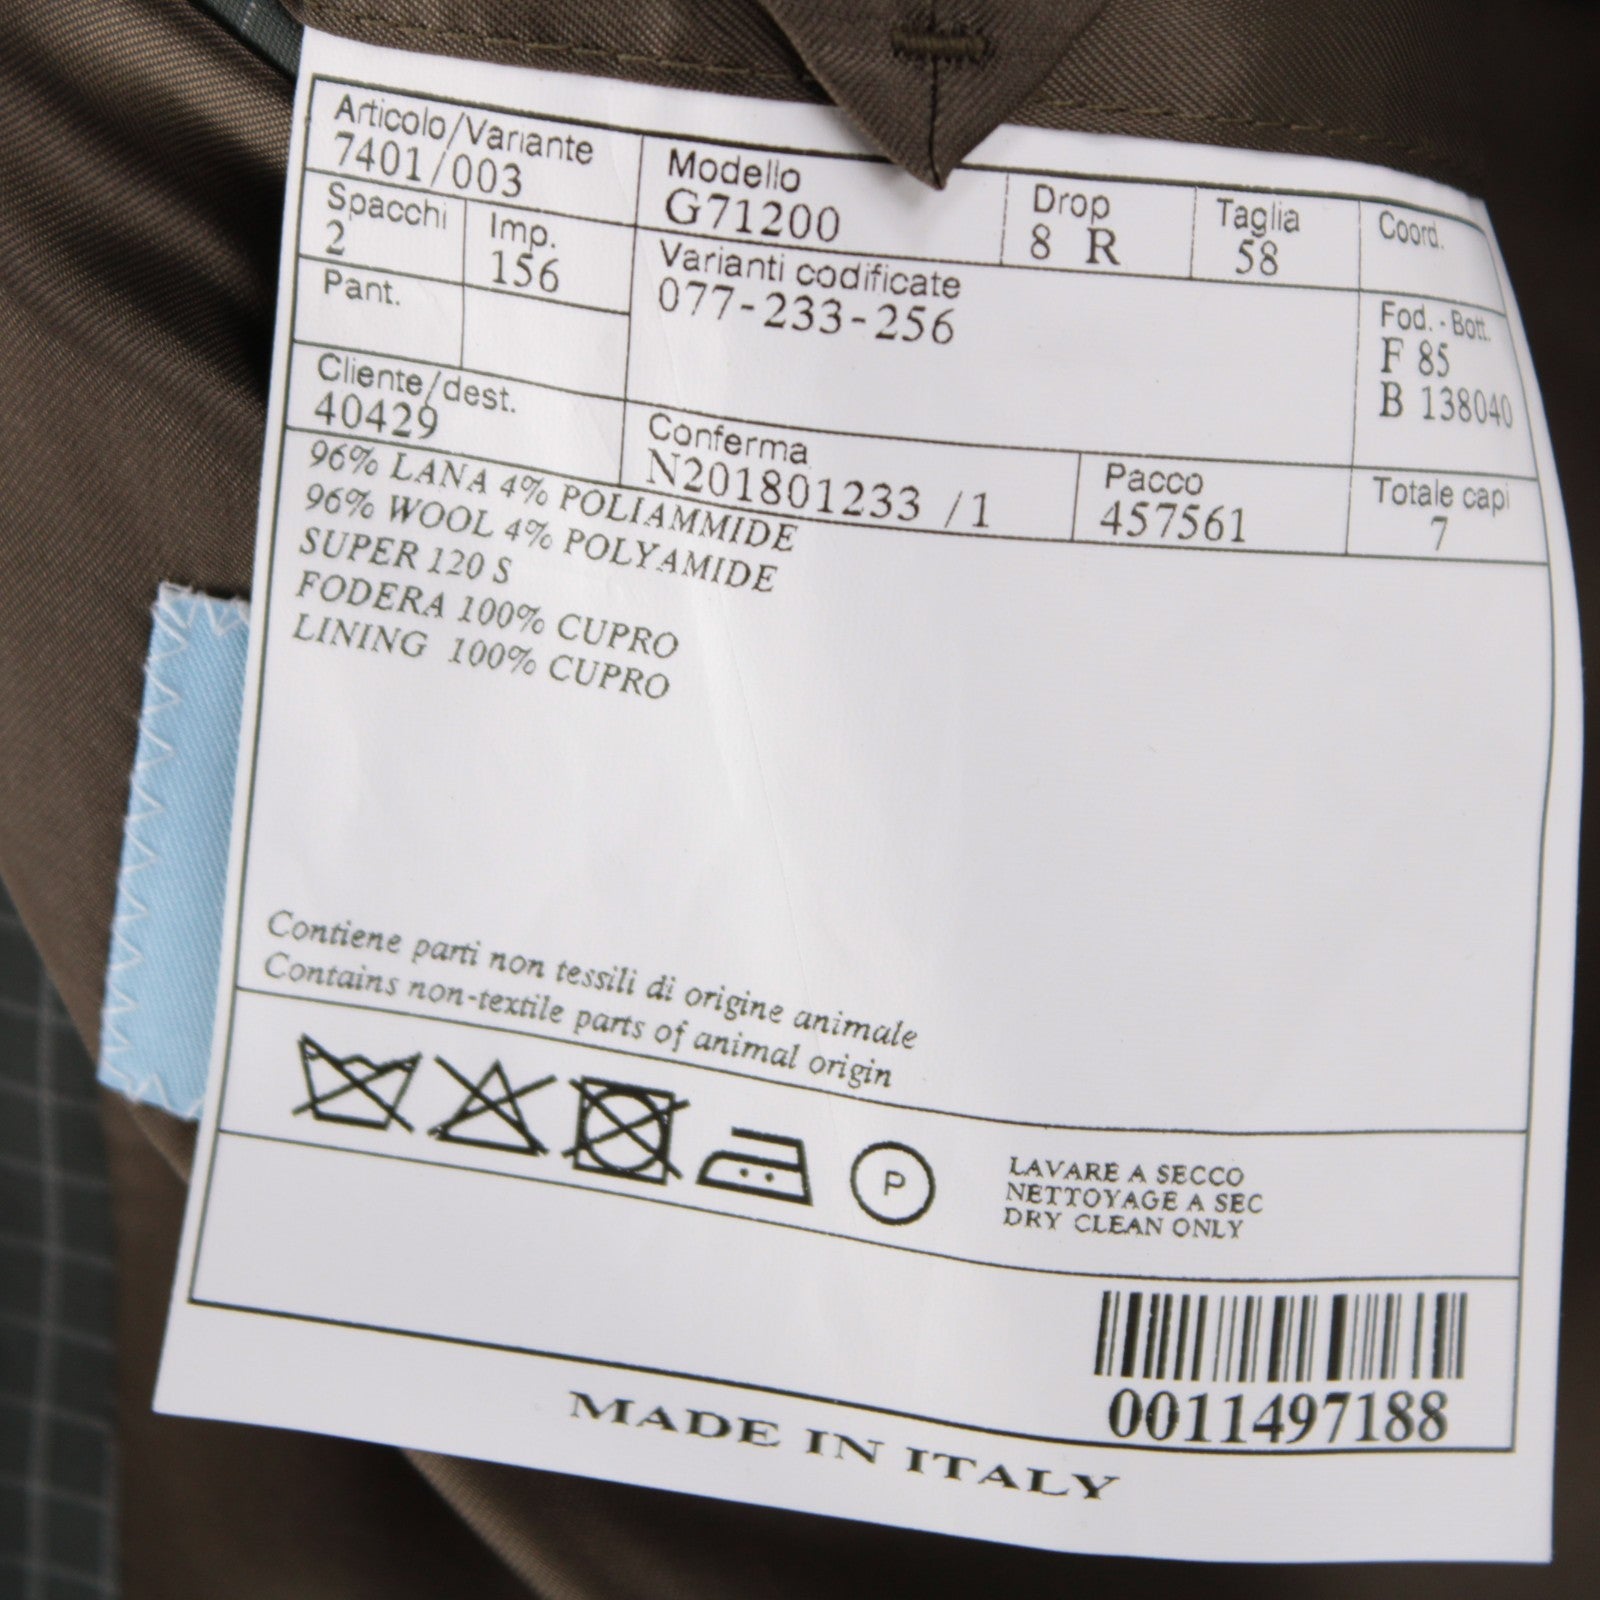 Articolo/Variante
7401/003
Modello
G71200
Drop
8 R
Taglia
58
Coord.
Spacchi
2
Imp.
156
Varianti codificate
077-233-256
Fod. - Bott.
F 85
B 138040
Pant.
Cliente/dest.
40429
Conferma
N201801233 /1
Pacco
457561
Totale capi
7
96% LANA 4% POLIAMMIDE
96% WOOL 4% POLYAMIDE
SUPER 120 S
FODERA 100% CUPRO
LINING 100% CUPRO
Contiene parti non tessili di origine animale
Contains non-textile parts of animal origin
P
LAVARE A SECCO
NETTOYAGE A SEC
DRY CLEAN ONLY
0011497188
MADE IN ITALY